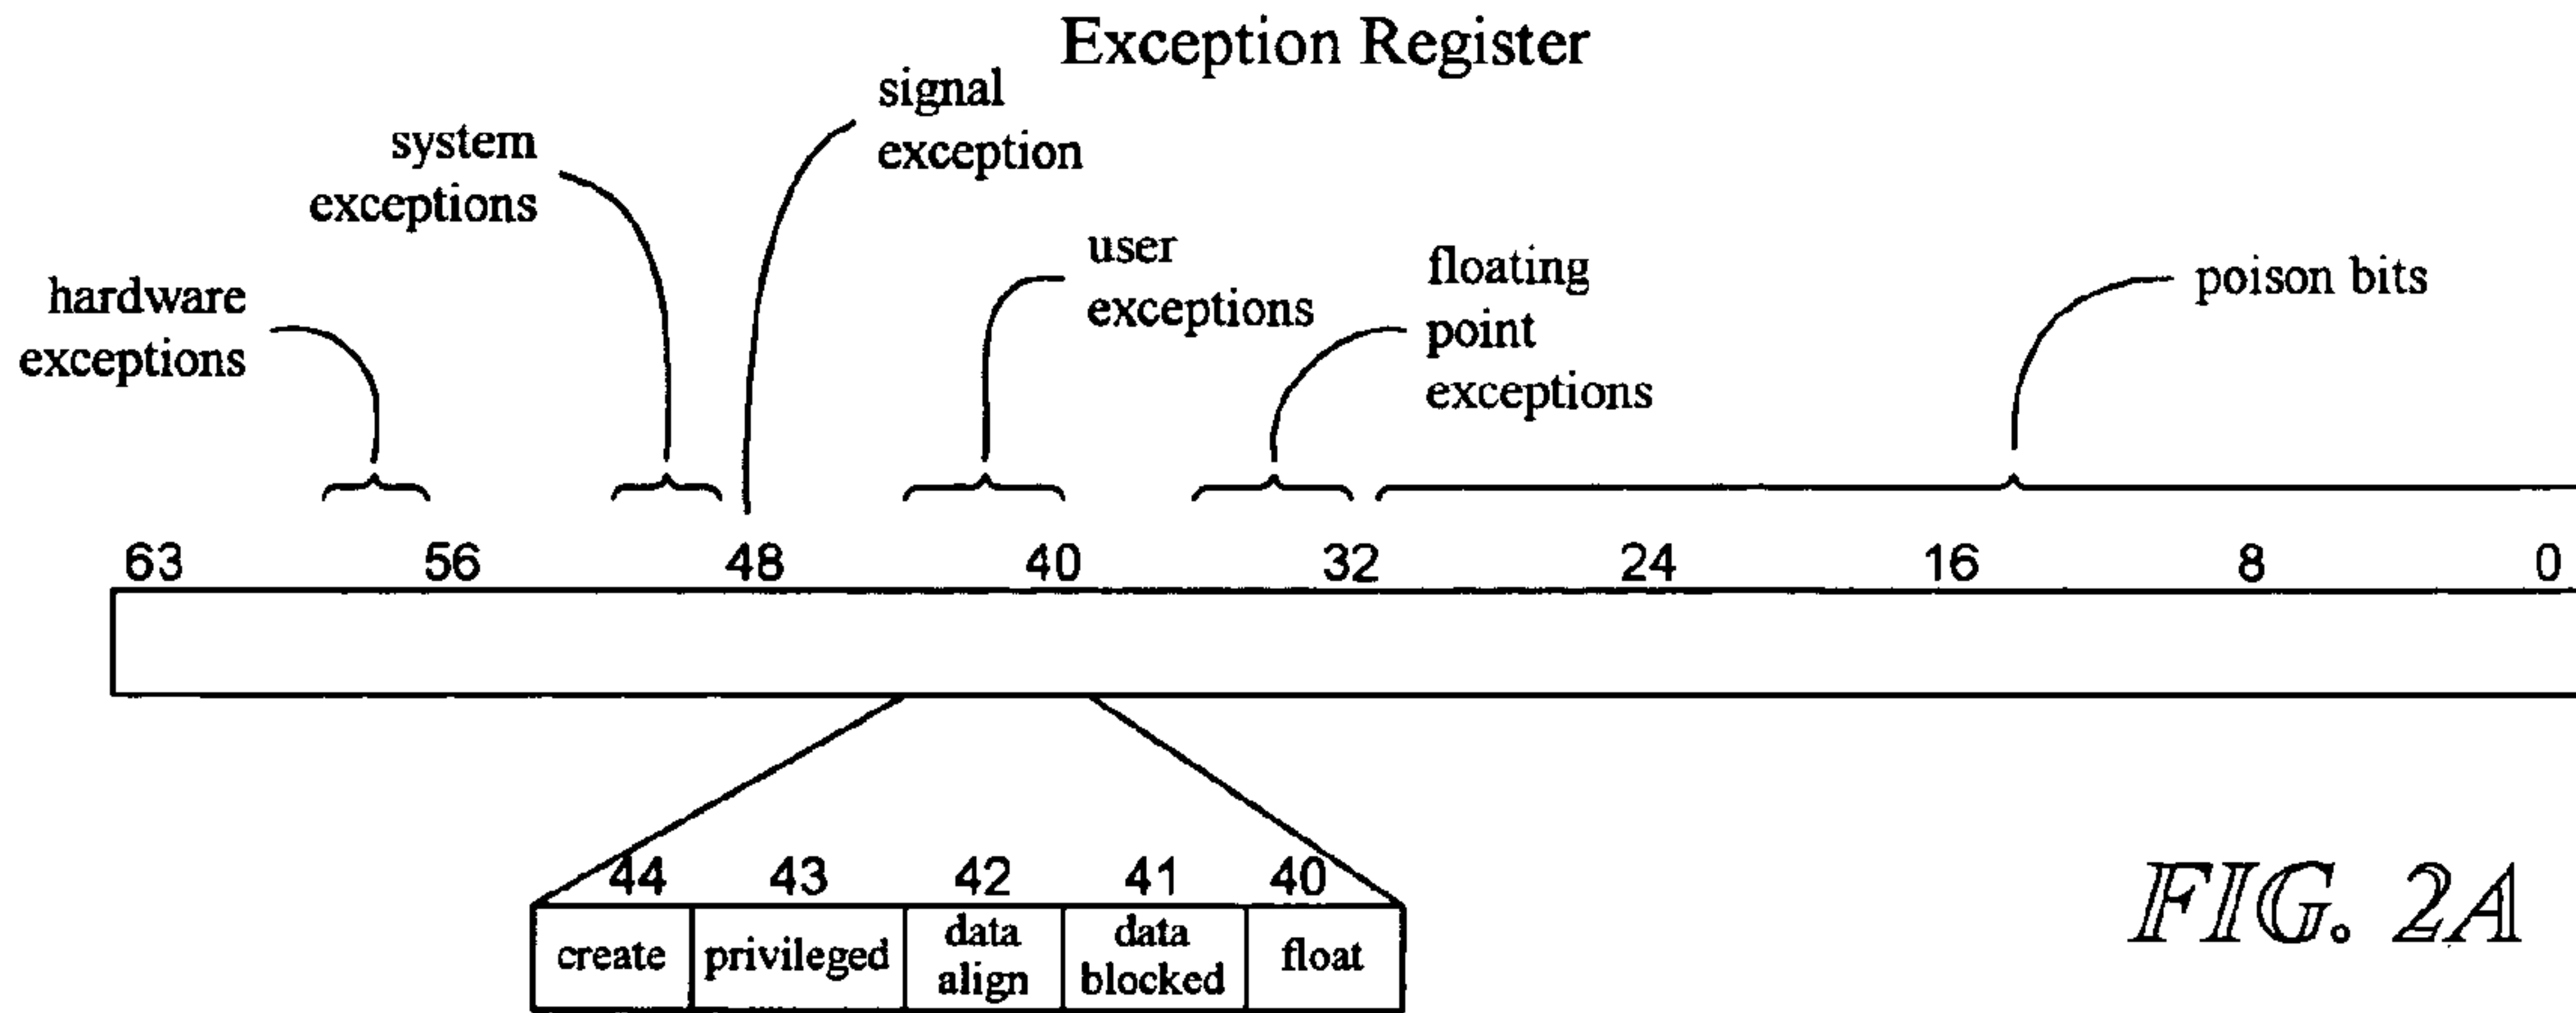 Exception Register
signal
exception
system
exceptions
user
exceptions
floating
point
exceptions
poison bits
hardware
exceptions
63 56 48 40 32 24 16 8 0
44 43 42 41 40
create privileged data align data blocked float
FIG. 2A